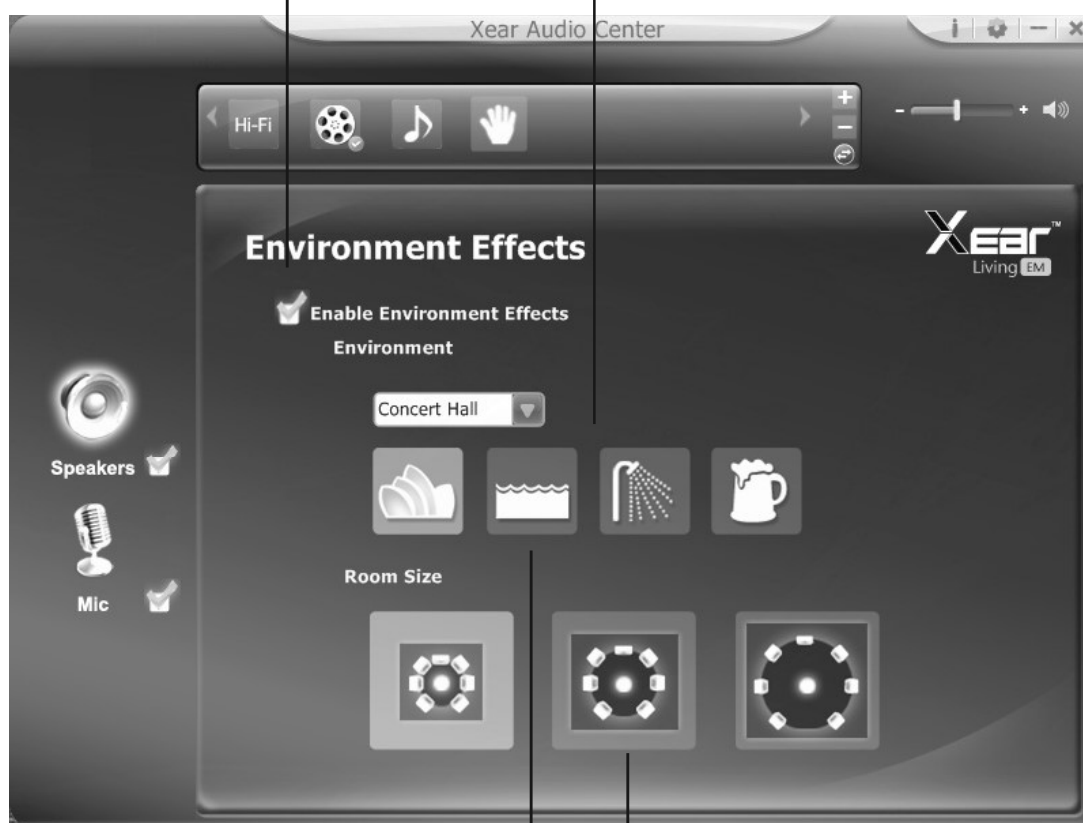 Xear Audio Center
Hi-Fi
Environment Effects
Xear™
Living EM
Enable Environment Effects
Environment
Concert Hall
Speakers
Room Size
Mic